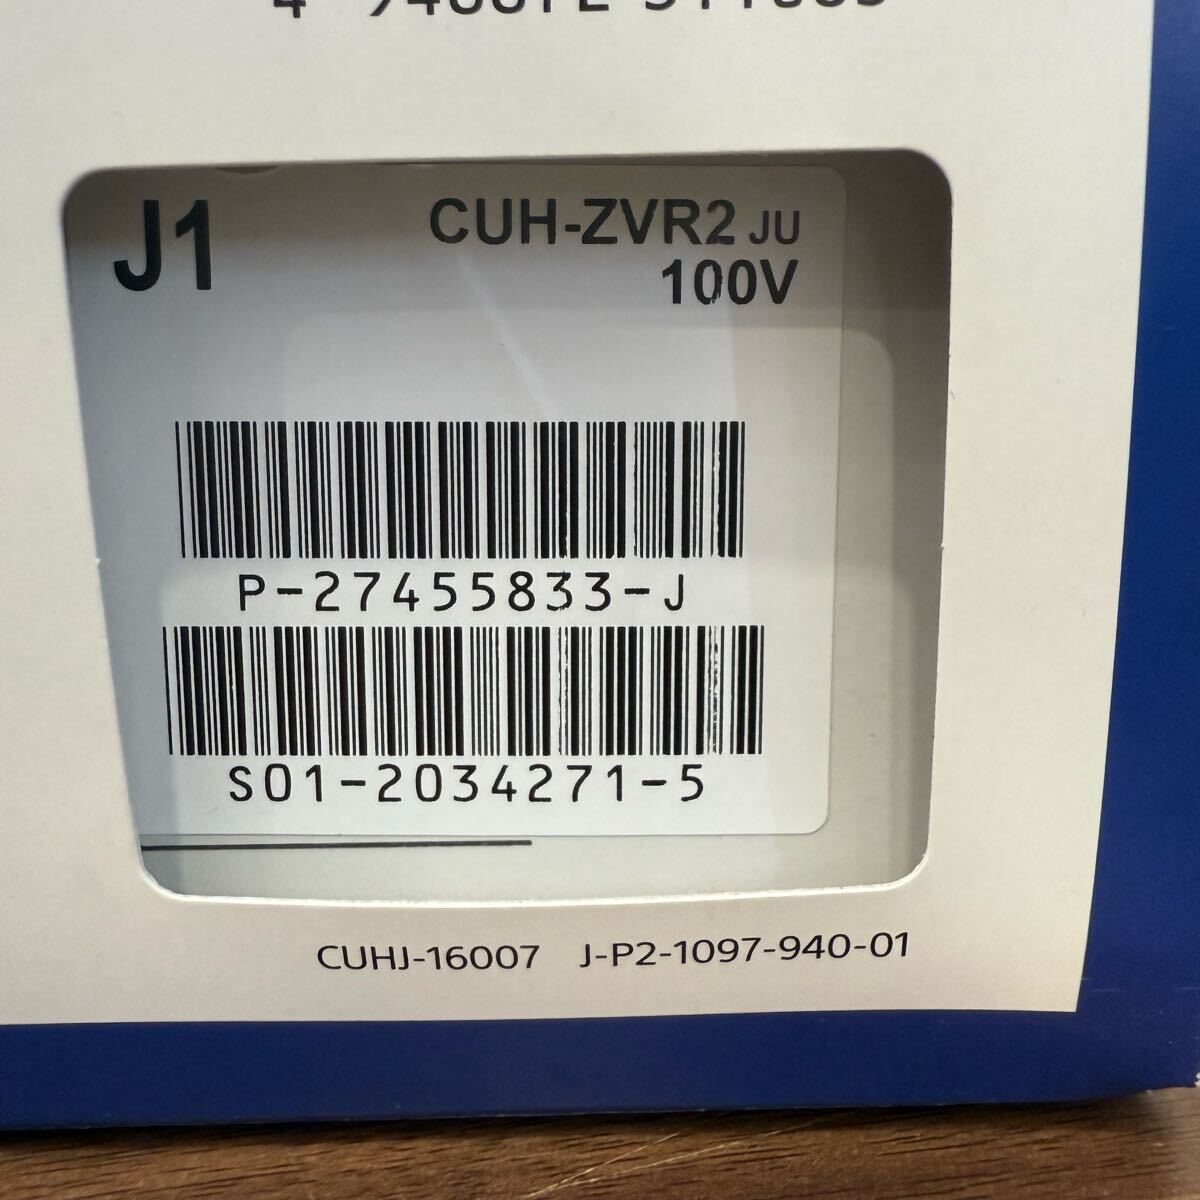 J1
CUH-ZVR2 JU
100V
P-27455833-J
S01-2034271-5
CUHJ-16007 J-P2-1097-940-01